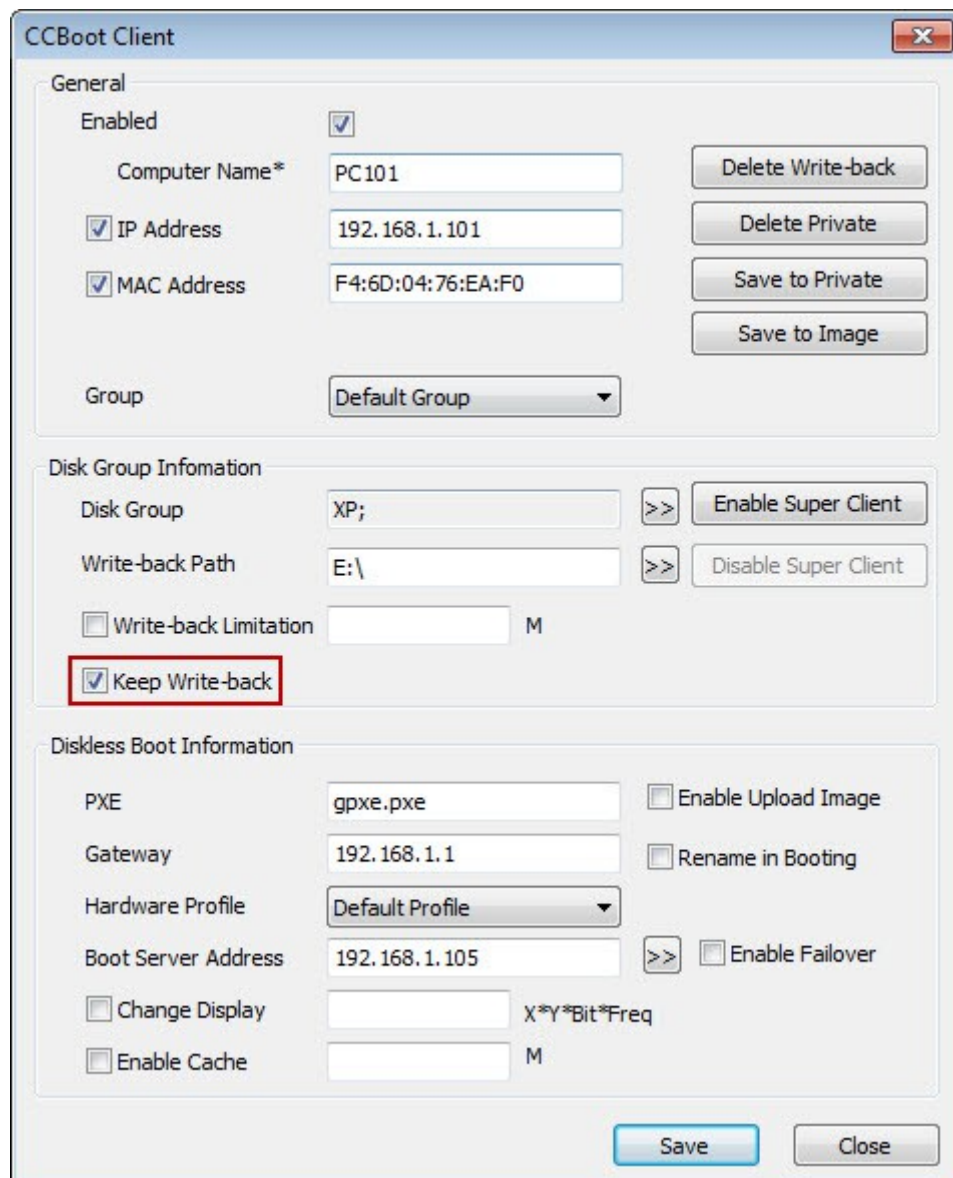 CCBoot Client
General
Enabled
Computer Name* PC101 Delete Write-back
IP Address 192.168.1.101 Delete Private
MAC Address F4:6D:04:76:EA:F0 Save to Private
Save to Image
Group Default Group
Disk Group Infomation
Disk Group XP; >> Enable Super Client
Write-back Path E:\ >> Disable Super Client
Write-back Limitation M
Keep Write-back
Diskless Boot Information
PXE gpxe.pxe Enable Upload Image
Gateway 192.168.1.1 Rename in Booting
Hardware Profile Default Profile
Boot Server Address 192.168.1.105 >> Enable Failover
Change Display X*Y*Bit*Freq
Enable Cache M
Save Close